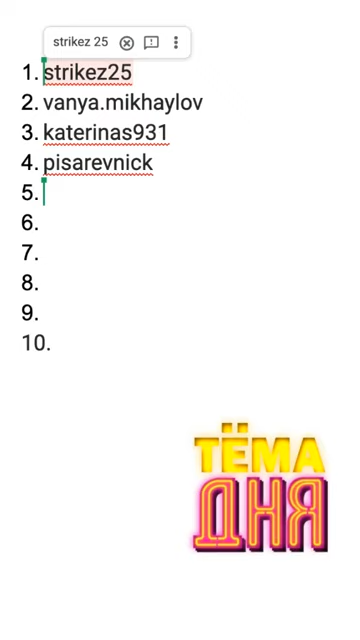 strikez 25
1. strikez25
2. vanya.mikhaylov
3. katerinas931
4. pisarevnick
5.
6.
7.
8.
9.
10.
ТЁМА
ДНЯ